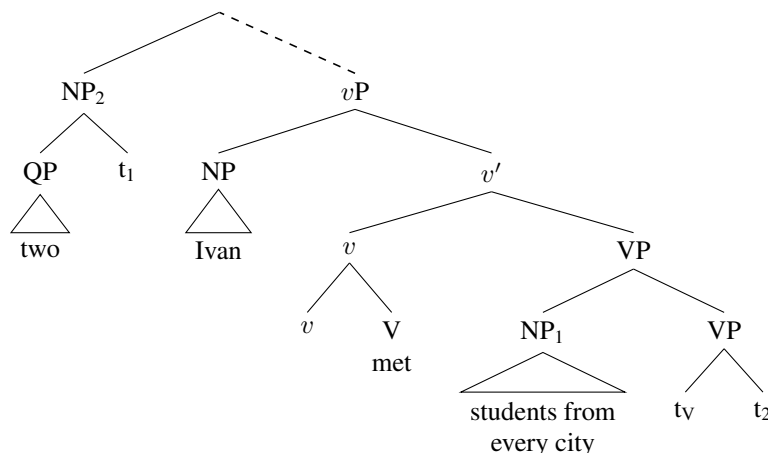 NP₂ vP
QP t₁ NP v′
two Ivan v VP
v V NP₁ VP
met students from tV t₂
every city